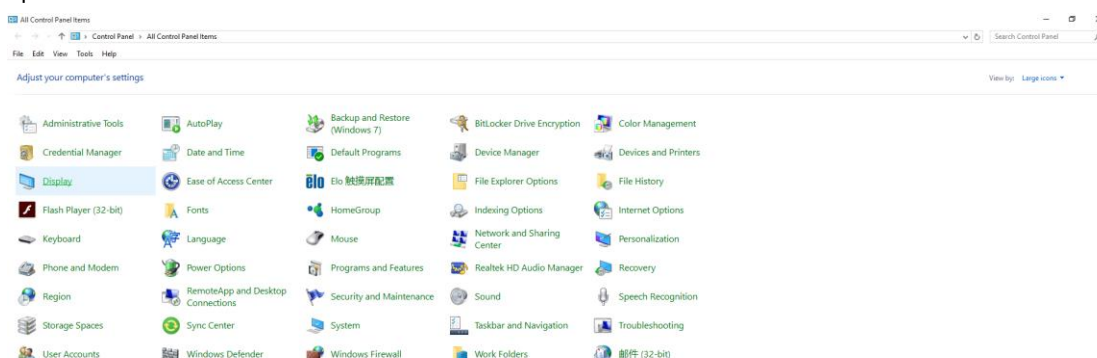 All Control Panel Items
Control Panel › All Control Panel Items
Search Control Panel
File Edit View Tools Help
Adjust your computer's settings
View by: Large icons
Administrative Tools
AutoPlay
Backup and Restore
(Windows 7)
BitLocker Drive Encryption
Color Management
Credential Manager
Date and Time
Default Programs
Device Manager
Devices and Printers
Display
Ease of Access Center
elo
Elo 触摸屏配置
File Explorer Options
File History
Flash Player (32-bit)
Fonts
HomeGroup
Indexing Options
Internet Options
Keyboard
Language
Mouse
Network and Sharing
Center
Personalization
Phone and Modem
Power Options
Programs and Features
Realtek HD Audio Manager
Recovery
Region
RemoteApp and Desktop
Connections
Security and Maintenance
Sound
Speech Recognition
Storage Spaces
Sync Center
System
Taskbar and Navigation
Troubleshooting
User Accounts
Windows Defender
Windows Firewall
Work Folders
邮件 (32-bit)